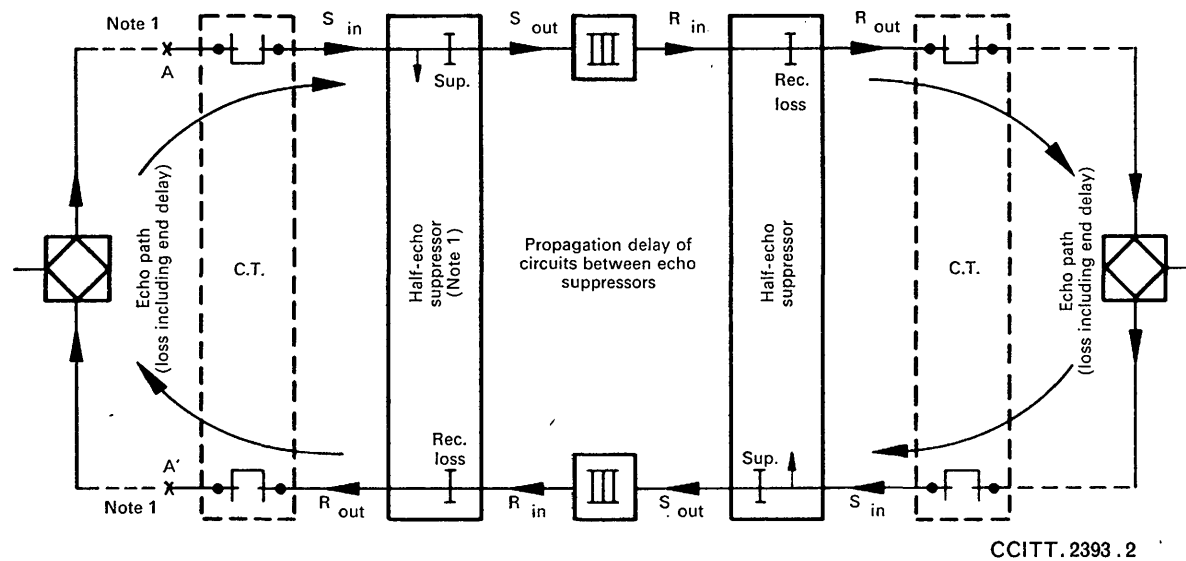 Note 1
A
S in
Sup.
S out
III
R in
Rec.
loss
R out
Echo path
(loss including end delay)
C.T.
Half-echo
suppressor
(Note 1)
Propagation delay of
circuits between echo
suppressors
Half-echo
suppressor
C.T.
Echo path
(loss including end delay)
A'
Note 1
R out
Rec.
loss
R in
III
S out
Sup.
S in
CCITT.2393.2